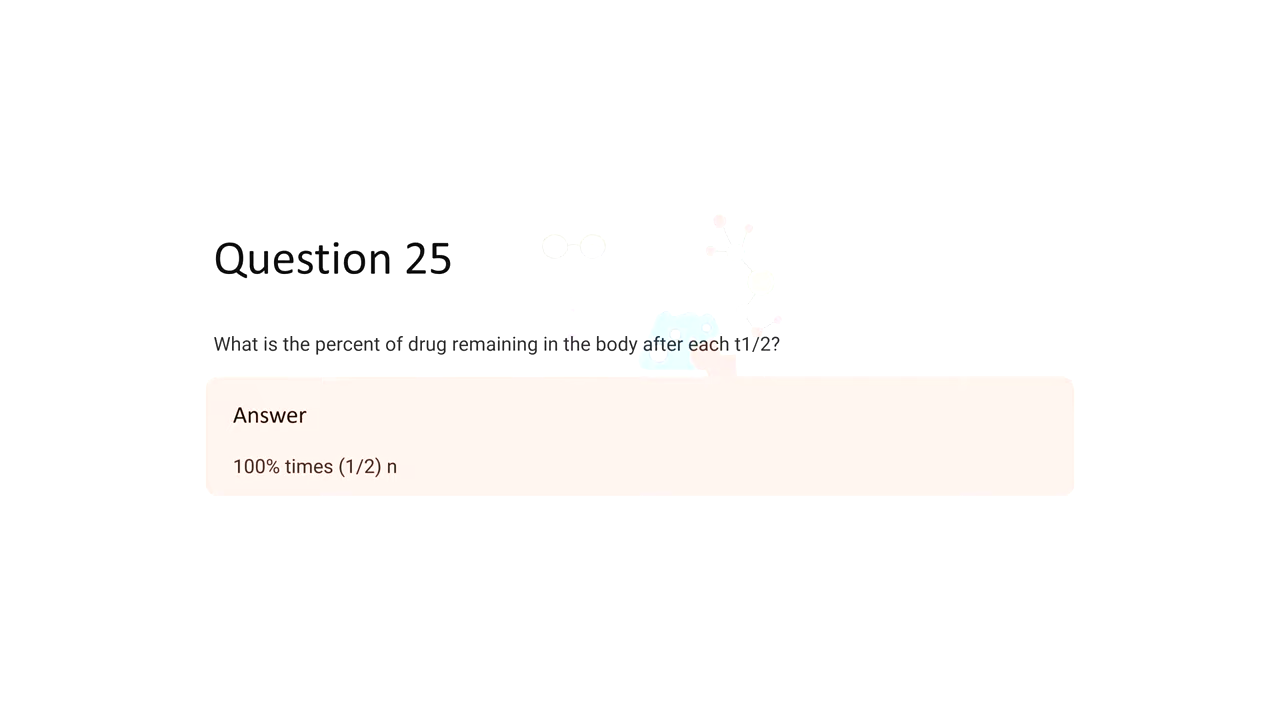 Question 25
What is the percent of drug remaining in the body after each t1/2?
Answer
100% times (1/2) n